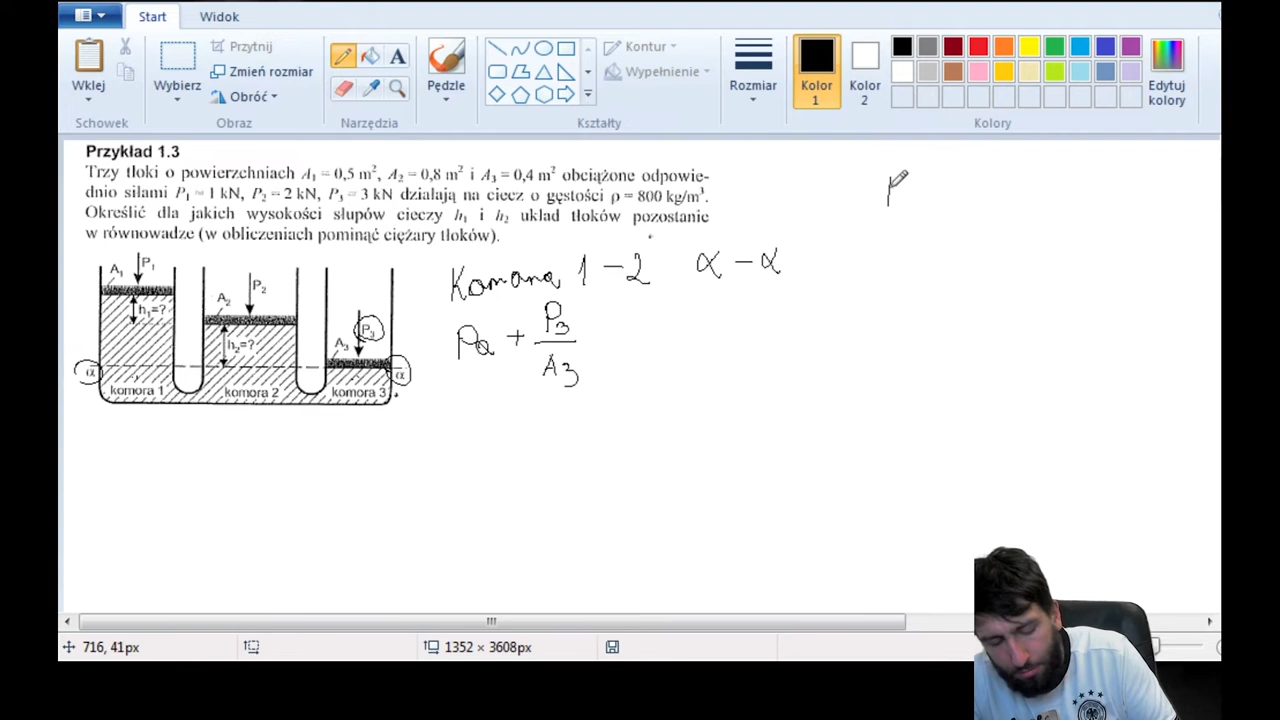 Start
Widok
Wklej
Schowek
Wybierz
Przytnij
Zmień rozmiar
Obróć
Obraz
A
Narzędzia
Pędzle
Kształty
Kontur
Wypełnienie
Rozmiar
Kolor 1
Kolor 2
Edytuj kolory
Kolory
Przykład 1.3
Trzy tłoki o powierzchniach A₁ = 0,5 m², A₂ = 0,8 m² i A₃ = 0,4 m² obciążone odpowie-
dnio siłami P₁ = 1 kN, P₂ = 2 kN, P₃ = 3 kN działają na ciecz o gęstości ρ = 800 kg/m³.
Określić dla jakich wysokości słupów cieczy h₁ i h₂ układ tłoków pozostanie
w równowadze (w obliczeniach pominąć ciężary tłoków).
A₁ P₁
h₁=?
A₂ P₂
h₂=?
A₃ P₃
α α
komora 1 komora 2 komora 3
Komora 1 – 2 α – α
Pa + P₃
A₃
716, 41px
1352 × 3608px